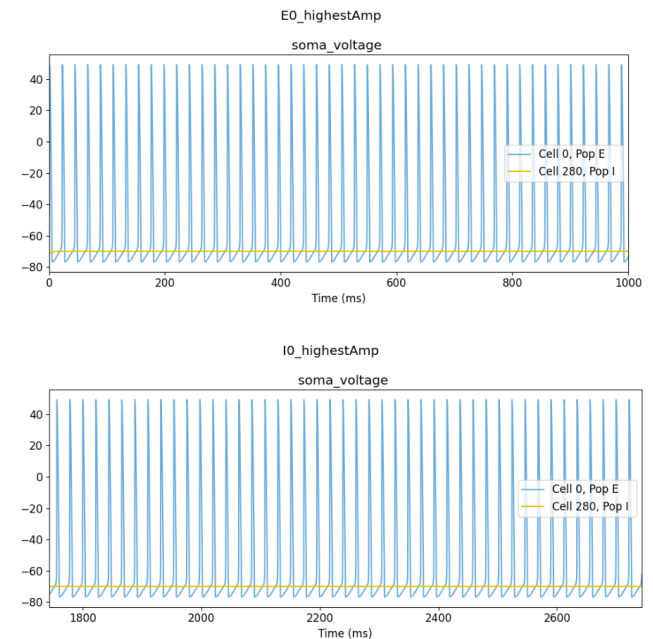 E0_highestAmp
soma_voltage
40
20
0
−20
−40
−60
−80
Cell 0, Pop E
Cell 280, Pop I
0 200 400 600 800 1000
Time (ms)
I0_highestAmp
soma_voltage
40
20
0
−20
−40
−60
−80
Cell 0, Pop E
Cell 280, Pop I
1800 2000 2200 2400 2600
Time (ms)